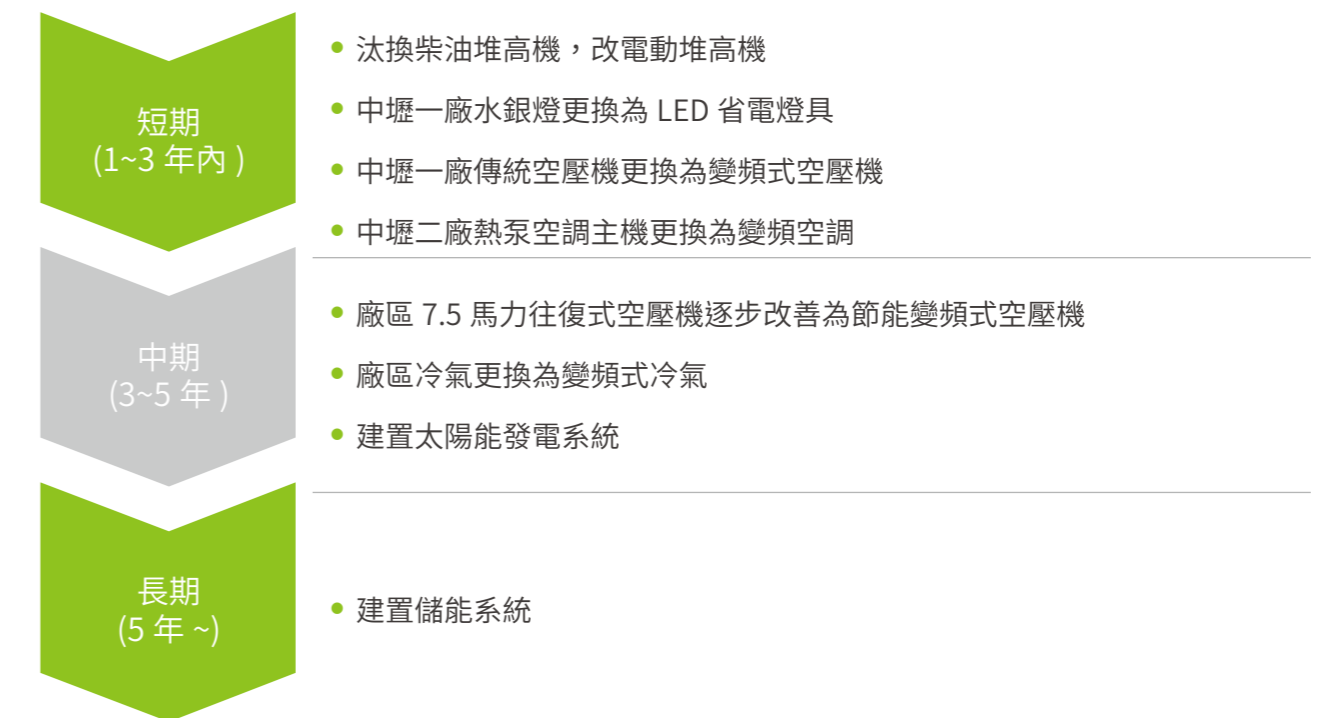 短期
(1~3 年內 )
• 汰換柴油堆高機，改電動堆高機
• 中壢一廠水銀燈更換為 LED 省電燈具
• 中壢一廠傳統空壓機更換為變頻式空壓機
• 中壢二廠熱泵空調主機更換為變頻空調
中期
(3~5 年 )
• 廠區 7.5 馬力往復式空壓機逐步改善為節能變頻式空壓機
• 廠區冷氣更換為變頻式冷氣
• 建置太陽能發電系統
長期
(5 年 ~)
• 建置儲能系統